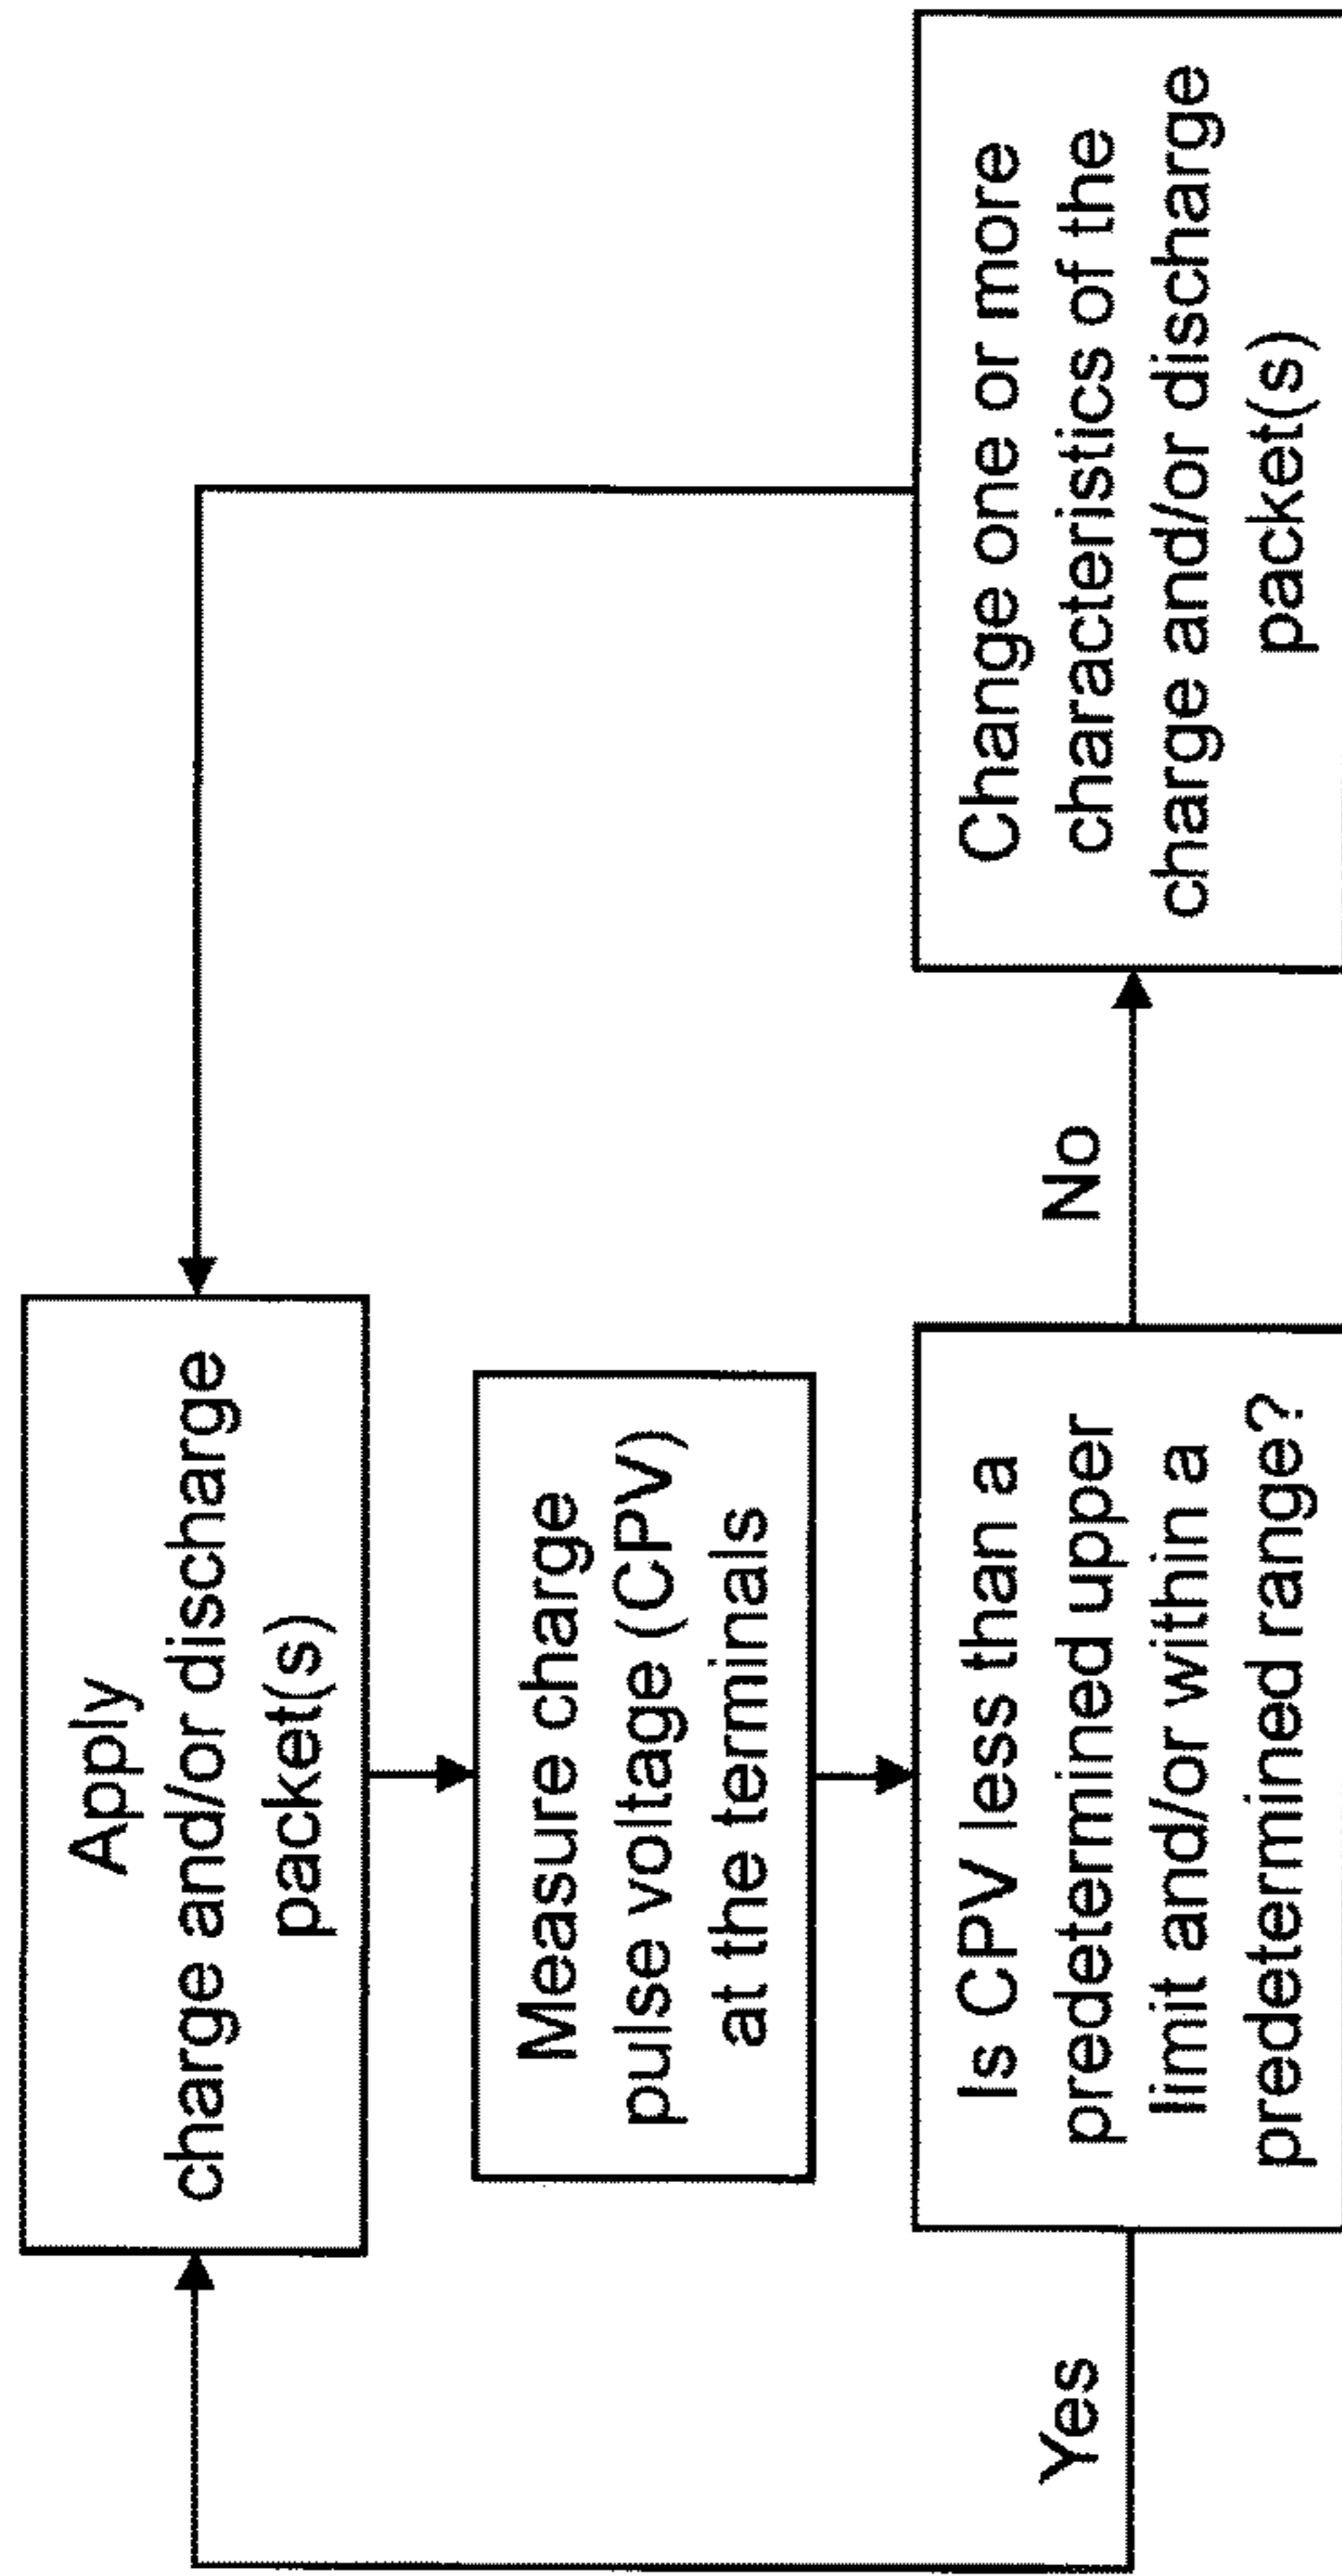 Apply
charge and/or discharge
packet(s)
Measure charge
pulse voltage (CPV)
at the terminals
Is CPV less than a
predetermined upper
limit and/or within a
predetermined range?
Yes
No
Change one or more
characteristics of the
charge and/or discharge
packet(s)